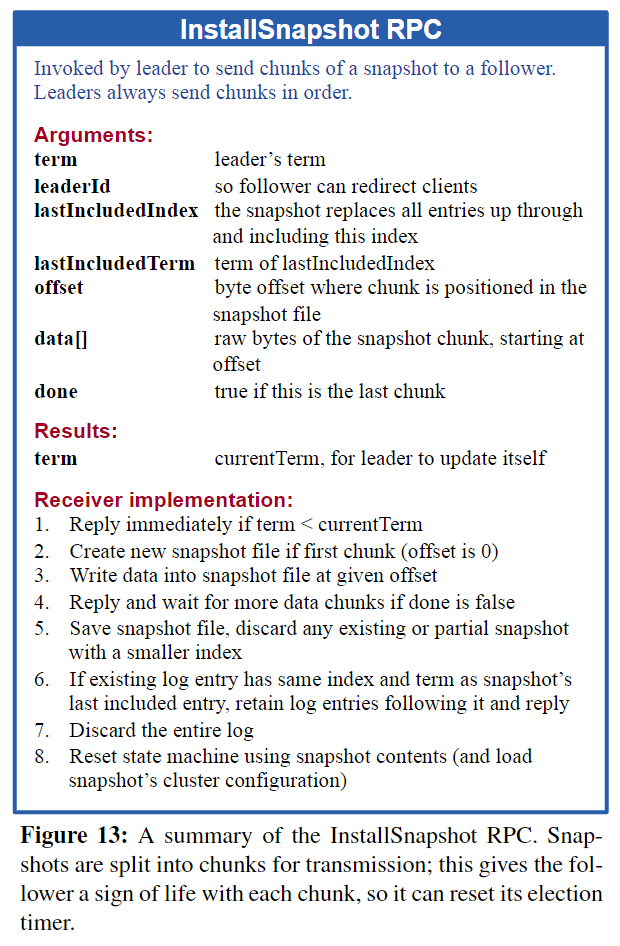 InstallSnapshot RPC
Invoked by leader to send chunks of a snapshot to a follower.
Leaders always send chunks in order.
Arguments:
term leader’s term
leaderId so follower can redirect clients
lastIncludedIndex the snapshot replaces all entries up through
and including this index
lastIncludedTerm term of lastIncludedIndex
offset byte offset where chunk is positioned in the
snapshot file
data[] raw bytes of the snapshot chunk, starting at
offset
done true if this is the last chunk
Results:
term currentTerm, for leader to update itself
Receiver implementation:
1. Reply immediately if term < currentTerm
2. Create new snapshot file if first chunk (offset is 0)
3. Write data into snapshot file at given offset
4. Reply and wait for more data chunks if done is false
5. Save snapshot file, discard any existing or partial snapshot
with a smaller index
6. If existing log entry has same index and term as snapshot’s
last included entry, retain log entries following it and reply
7. Discard the entire log
8. Reset state machine using snapshot contents (and load
snapshot’s cluster configuration)
Figure 13: A summary of the InstallSnapshot RPC. Snap-
shots are split into chunks for transmission; this gives the fol-
lower a sign of life with each chunk, so it can reset its election
timer.